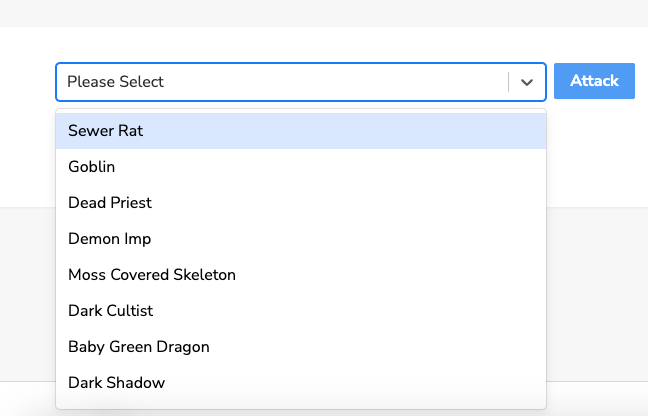 Please Select
Attack
Sewer Rat
Goblin
Dead Priest
Demon Imp
Moss Covered Skeleton
Dark Cultist
Baby Green Dragon
Dark Shadow